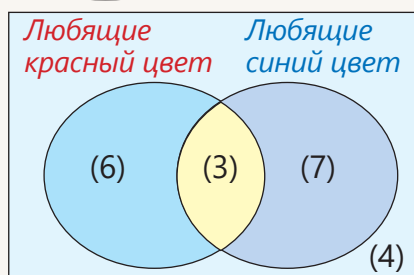 Любящие
красный цвет
Любящие
синий цвет
(6)
(3)
(7)
(4)